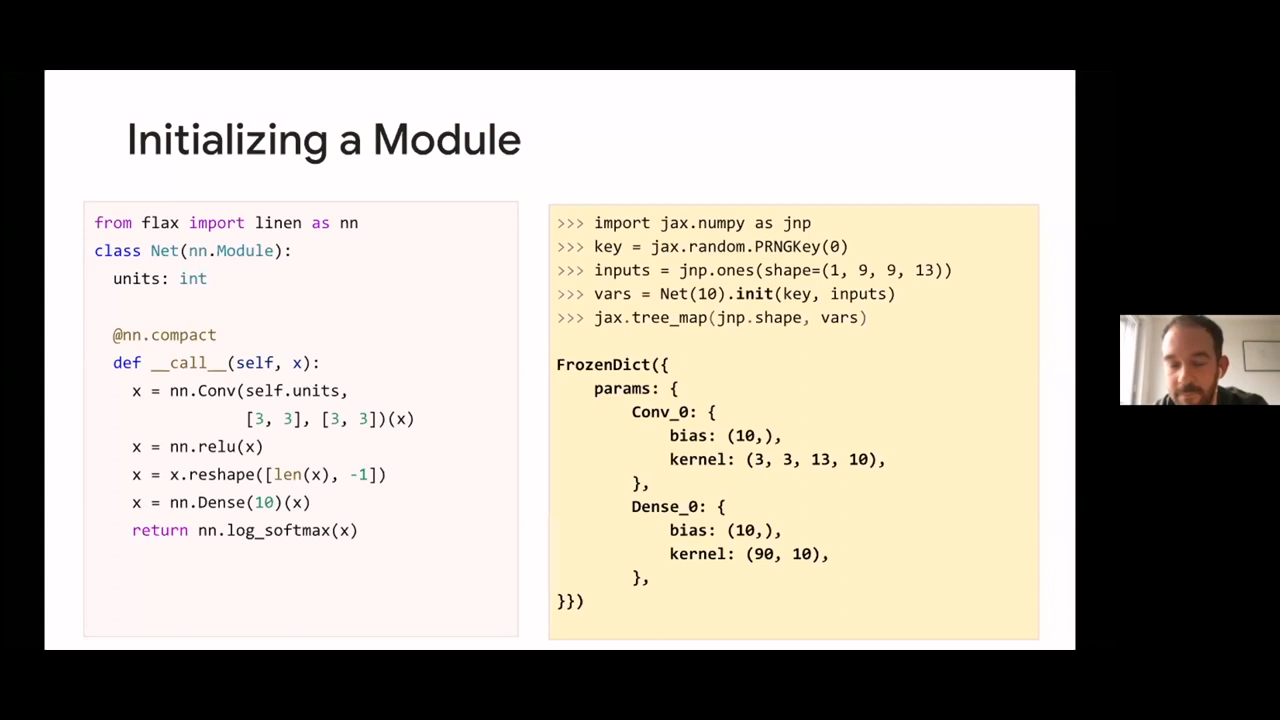 Initializing a Module
from flax import linen as nn
class Net(nn.Module):
  units: int

  @nn.compact
  def __call__(self, x):
    x = nn.Conv(self.units,
                [3, 3], [3, 3])(x)
    x = nn.relu(x)
    x = x.reshape([len(x), -1])
    x = nn.Dense(10)(x)
    return nn.log_softmax(x)
>>> import jax.numpy as jnp
>>> key = jax.random.PRNGKey(0)
>>> inputs = jnp.ones(shape=(1, 9, 9, 13))
>>> vars = Net(10).init(key, inputs)
>>> jax.tree_map(jnp.shape, vars)

FrozenDict({
    params: {
        Conv_0: {
            bias: (10,),
            kernel: (3, 3, 13, 10),
        },
        Dense_0: {
            bias: (10,),
            kernel: (90, 10),
        },
}})